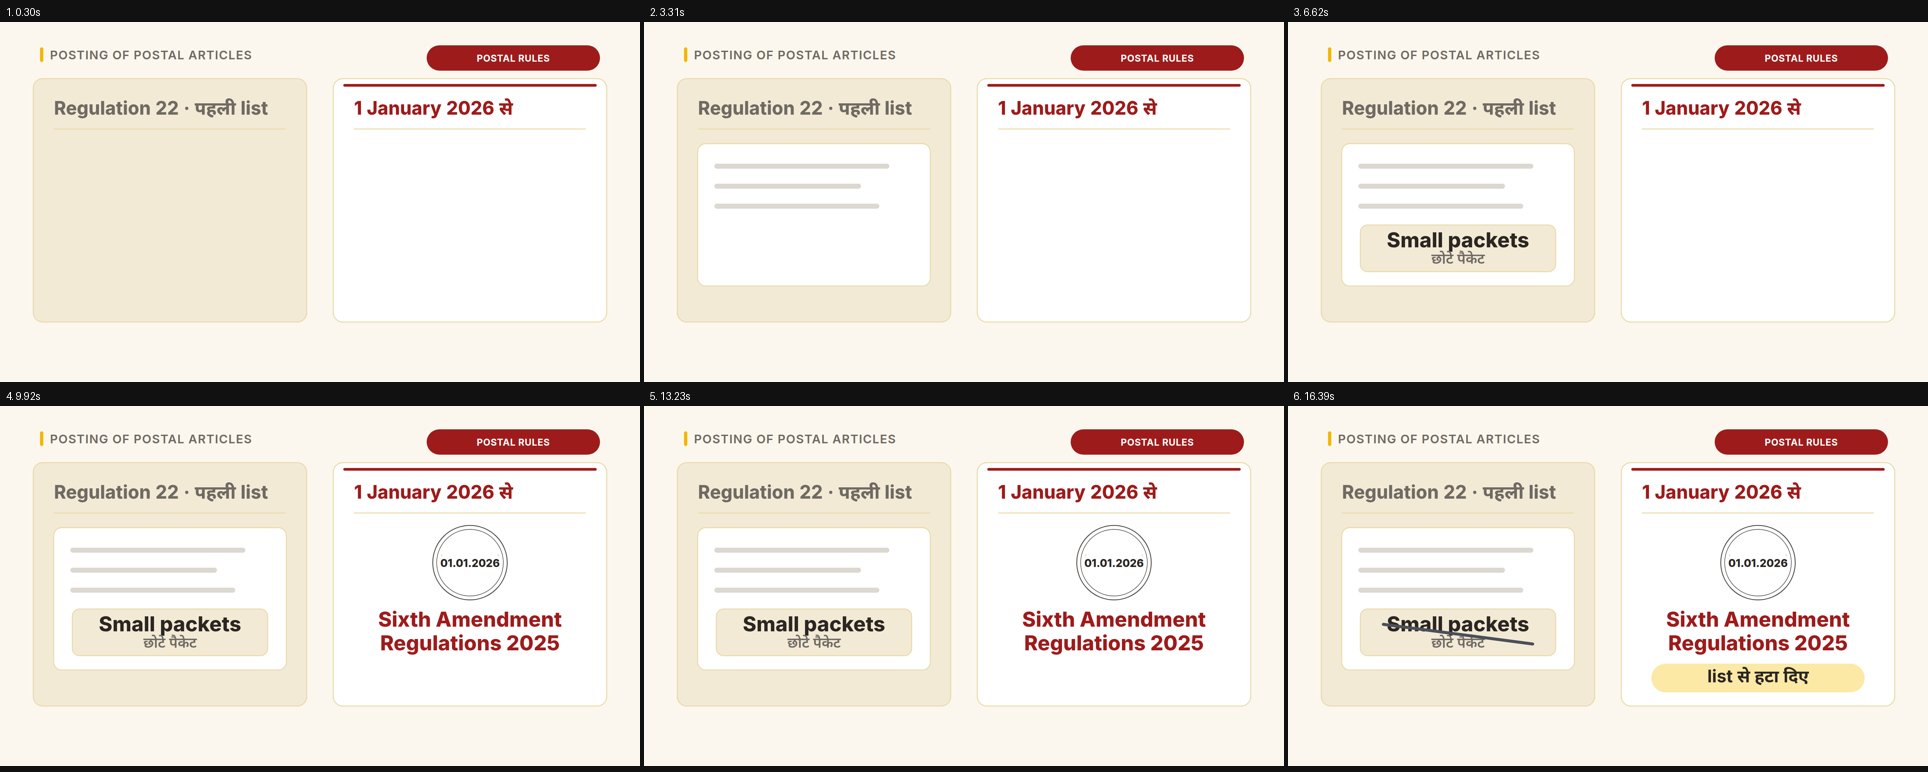 1. 0.30s
POSTING OF POSTAL ARTICLES
POSTAL RULES
Regulation 22 · पहली list
1 January 2026 से
2. 3.31s
POSTING OF POSTAL ARTICLES
POSTAL RULES
Regulation 22 · पहली list
1 January 2026 से
3. 6.62s
POSTING OF POSTAL ARTICLES
POSTAL RULES
Regulation 22 · पहली list
Small packets
छोटे पैकेट
1 January 2026 से
4. 9.92s
POSTING OF POSTAL ARTICLES
POSTAL RULES
Regulation 22 · पहली list
Small packets
छोटे पैकेट
1 January 2026 से
01.01.2026
Sixth Amendment
Regulations 2025
5. 13.23s
POSTING OF POSTAL ARTICLES
POSTAL RULES
Regulation 22 · पहली list
Small packets
छोटे पैकेट
1 January 2026 से
01.01.2026
Sixth Amendment
Regulations 2025
6. 16.39s
POSTING OF POSTAL ARTICLES
POSTAL RULES
Regulation 22 · पहली list
Small packets
छोटे पैकेट
1 January 2026 से
01.01.2026
Sixth Amendment
Regulations 2025
list से हटा दिए